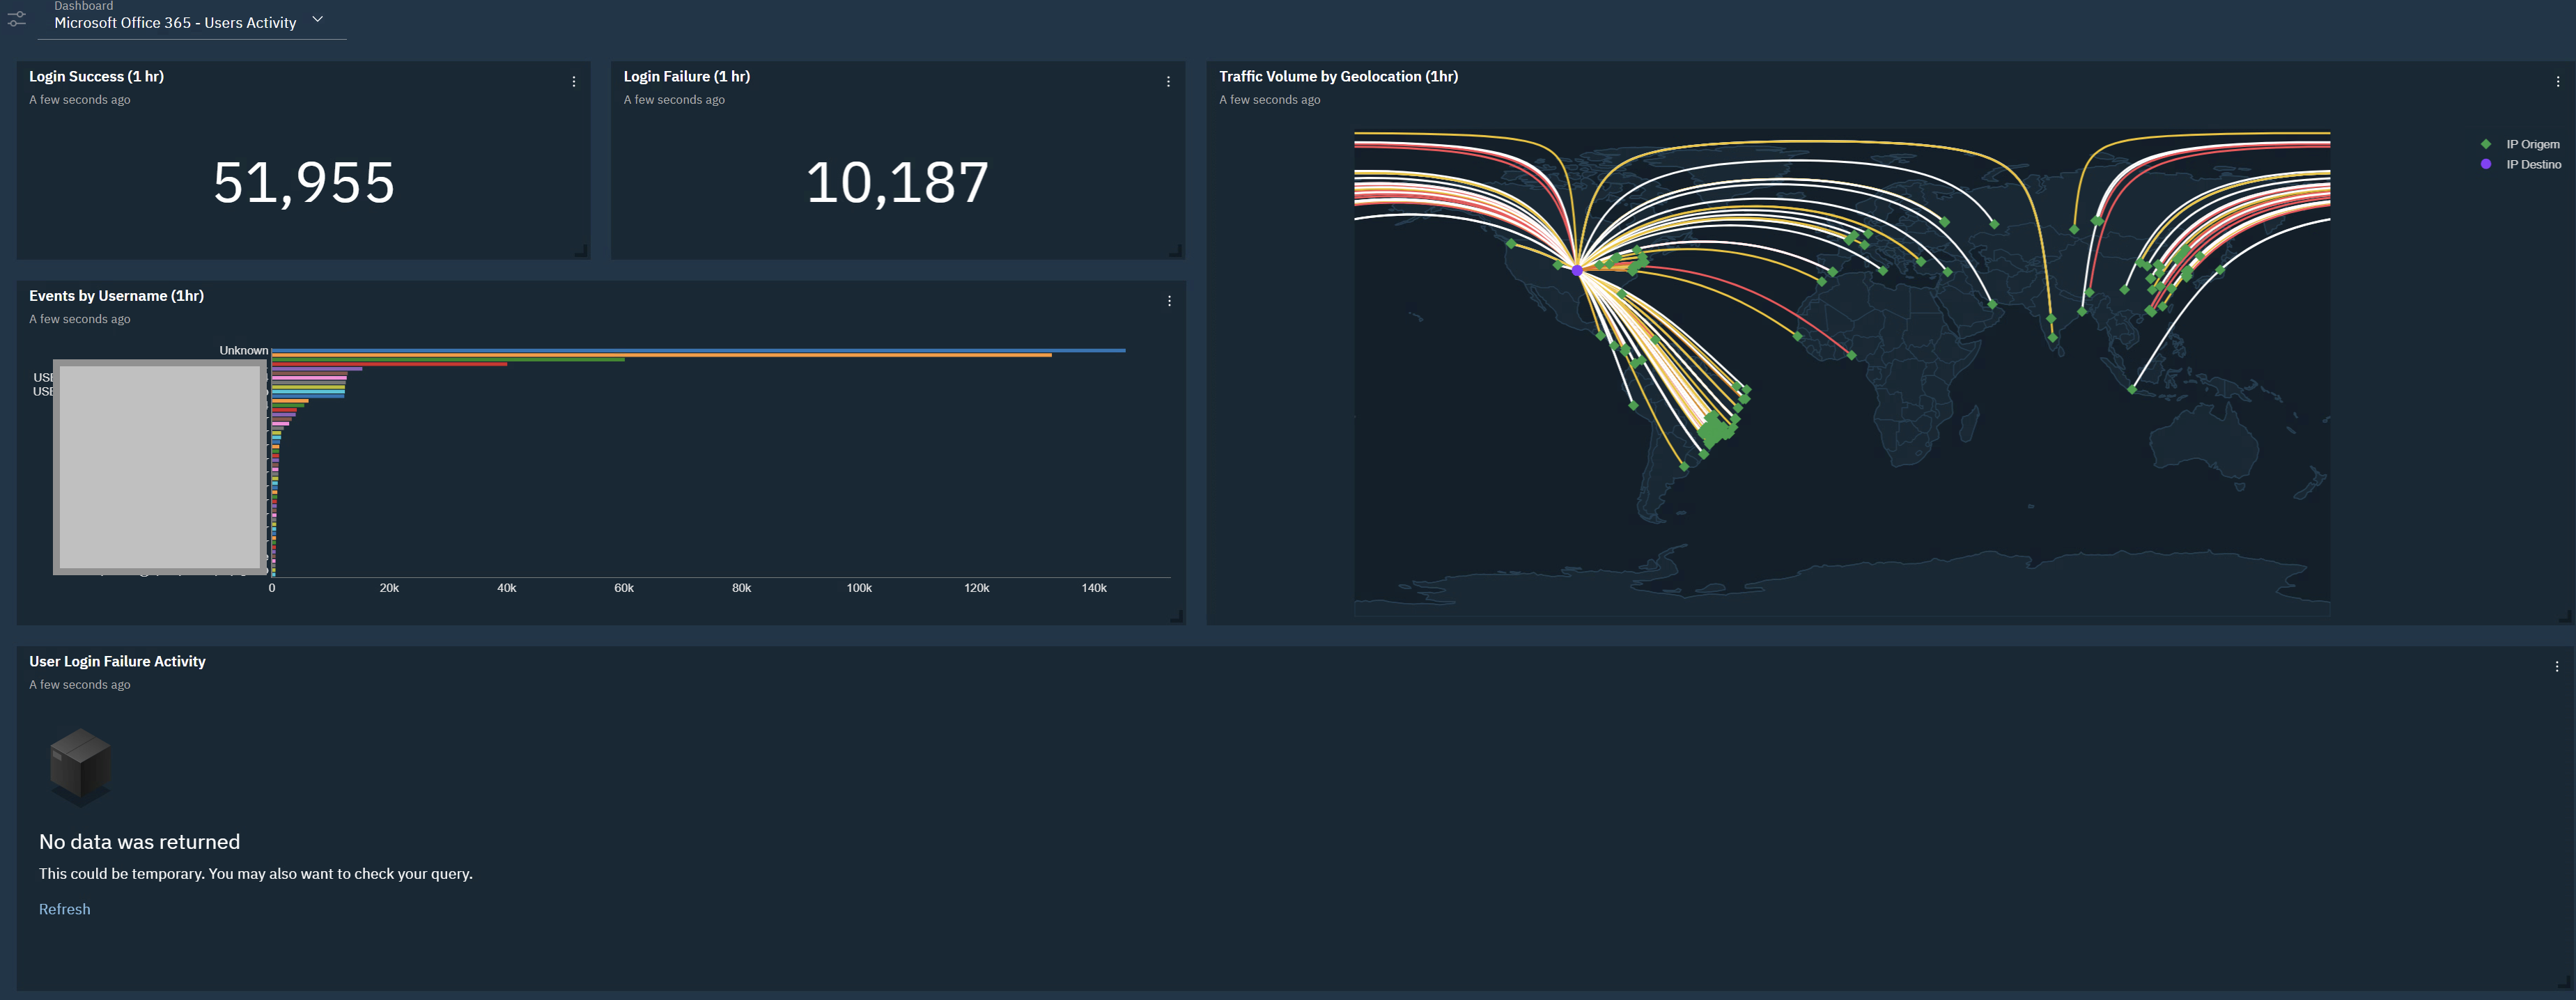 Dashboard
Microsoft Office 365 - Users Activity
Login Success (1 hr)
A few seconds ago
51,955
Login Failure (1 hr)
A few seconds ago
10,187
Traffic Volume by Geolocation (1hr)
A few seconds ago
IP Origem
IP Destino
Events by Username (1hr)
A few seconds ago
Unknown
0 20k 40k 60k 80k 100k 120k 140k
User Login Failure Activity
A few seconds ago
No data was returned
This could be temporary. You may also want to check your query.
Refresh